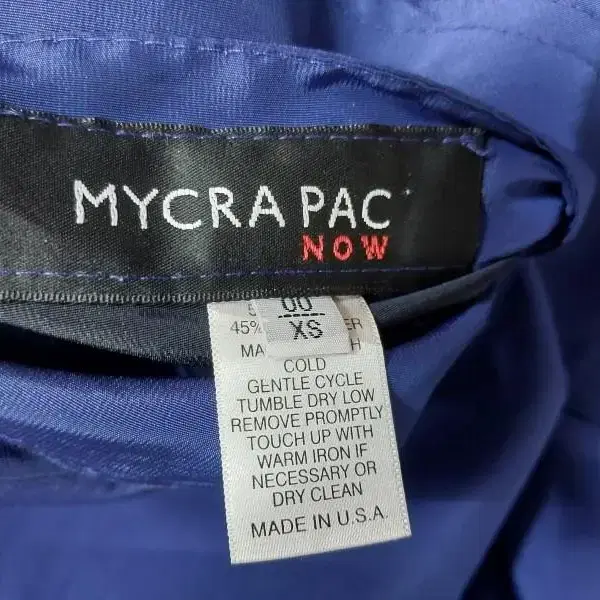 MYCRA PAC
NOW
00
XS
45%
COLD
GENTLE CYCLE
TUMBLE DRY LOW
REMOVE PROMPTLY
TOUCH UP WITH
WARM IRON IF
NECESSARY OR
DRY CLEAN
MADE IN U.S.A.